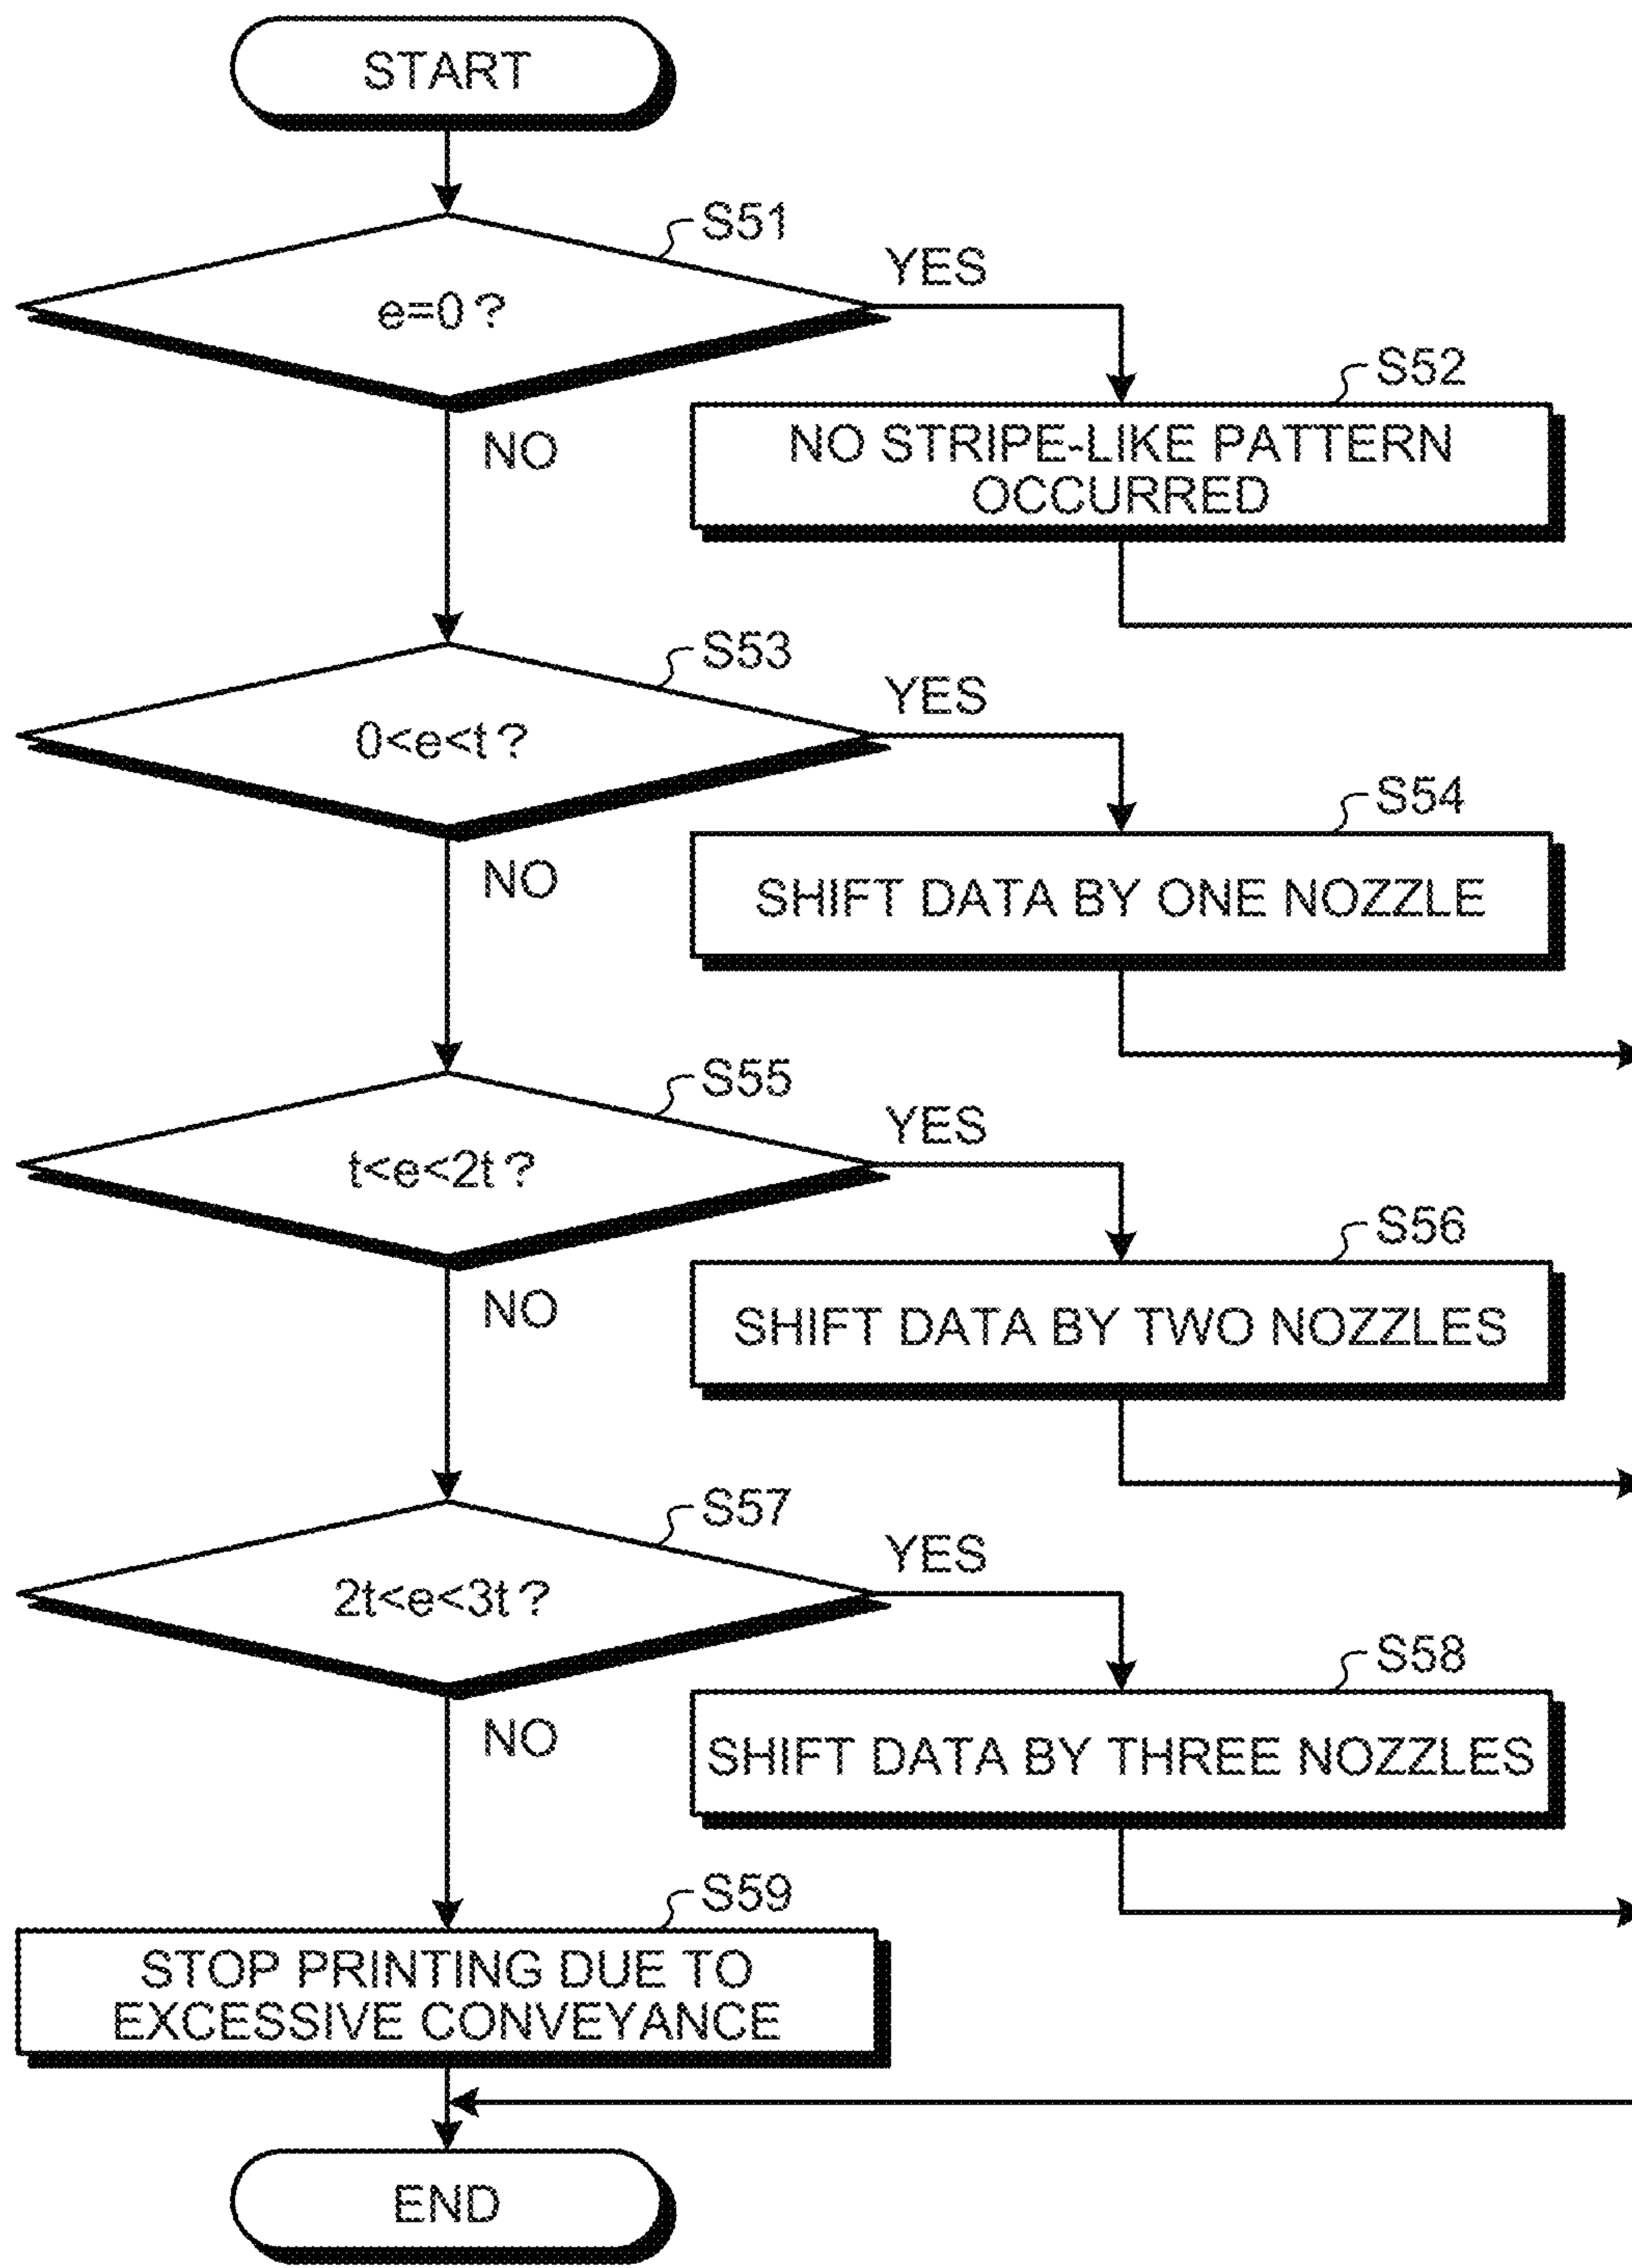 START
S51
e=0?
YES
NO
S52
NO STRIPE-LIKE PATTERN
OCCURRED
S53
0<e<t?
YES
NO
S54
SHIFT DATA BY ONE NOZZLE
S55
t<e<2t?
YES
NO
S56
SHIFT DATA BY TWO NOZZLES
S57
2t<e<3t?
YES
NO
S58
SHIFT DATA BY THREE NOZZLES
S59
STOP PRINTING DUE TO
EXCESSIVE CONVEYANCE
END